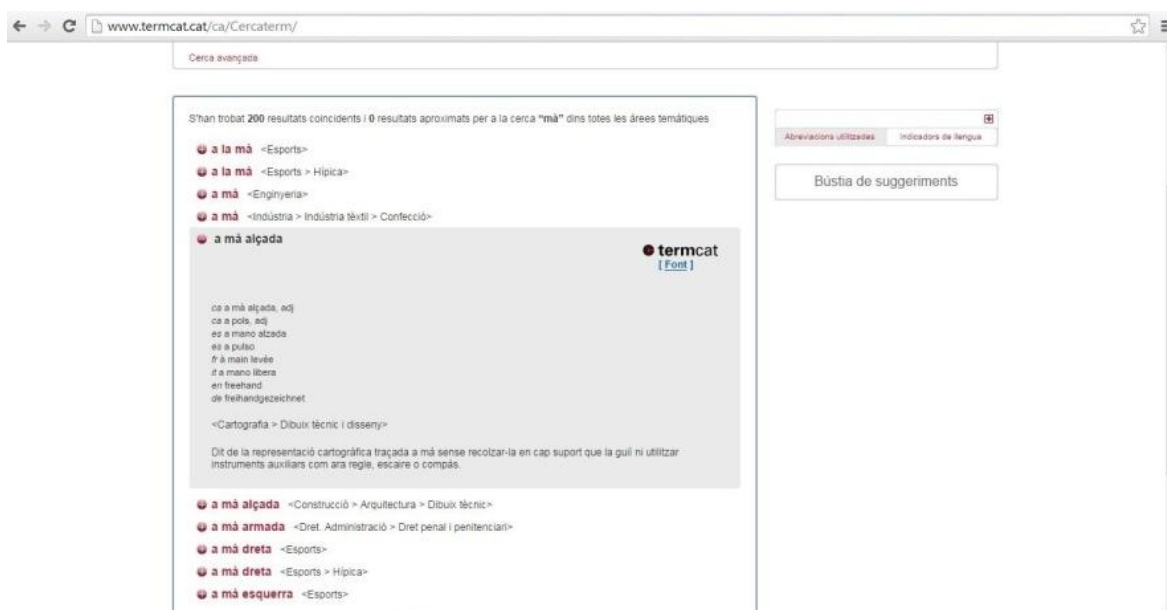 www.termcat.cat/ca/Cercaterm/
Cerca avançada
S'han trobat 200 resultats coincidents i 0 resultats aproximats per a la cerca "mà" dins totes les àrees temàtiques
a la mà <Esports>
a la mà <Esports > Hípica>
a mà <Enginyeria>
a mà <Indústria > Indústria tèxtil > Confecció>
a mà alçada
termcat
[ Font ]
ca a mà alçada, adj
ca a pols, adj
es a mano alzada
es a pulso
fr à main levée
it a mano libera
en freehand
de freihandgezeichnet
<Cartografia > Dibuix tècnic i disseny>
Dit de la representació cartogràfica traçada a mà sense recolzar-la en cap suport que la guiï ni utilitzar
instruments auxiliars com ara regle, escaire o compàs.
a mà alçada <Construcció > Arquitectura > Dibuix tècnic>
a mà armada <Dret. Administració > Dret penal i penitenciari>
a mà dreta <Esports>
a mà dreta <Esports > Hípica>
a mà esquerra <Esports>
Abreviacions utilitzades
Indicadors de llengua
Bústia de suggeriments